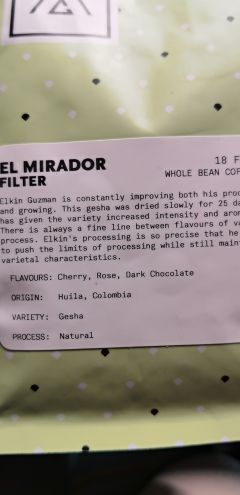 EL MIRADOR
FILTER
18 F
WHOLE BEAN COF
Elkin Guzman is constantly improving both his proc
and growing. This gesha was dried slowly for 25 da
has given the variety increased intensity and arom
There is always a fine line between flavours of va
process. Elkin's processing is so precise that he
to push the limits of processing while still main
varietal characteristics.
FLAVOURS: Cherry, Rose, Dark Chocolate
ORIGIN: Huila, Colombia
VARIETY: Gesha
PROCESS: Natural